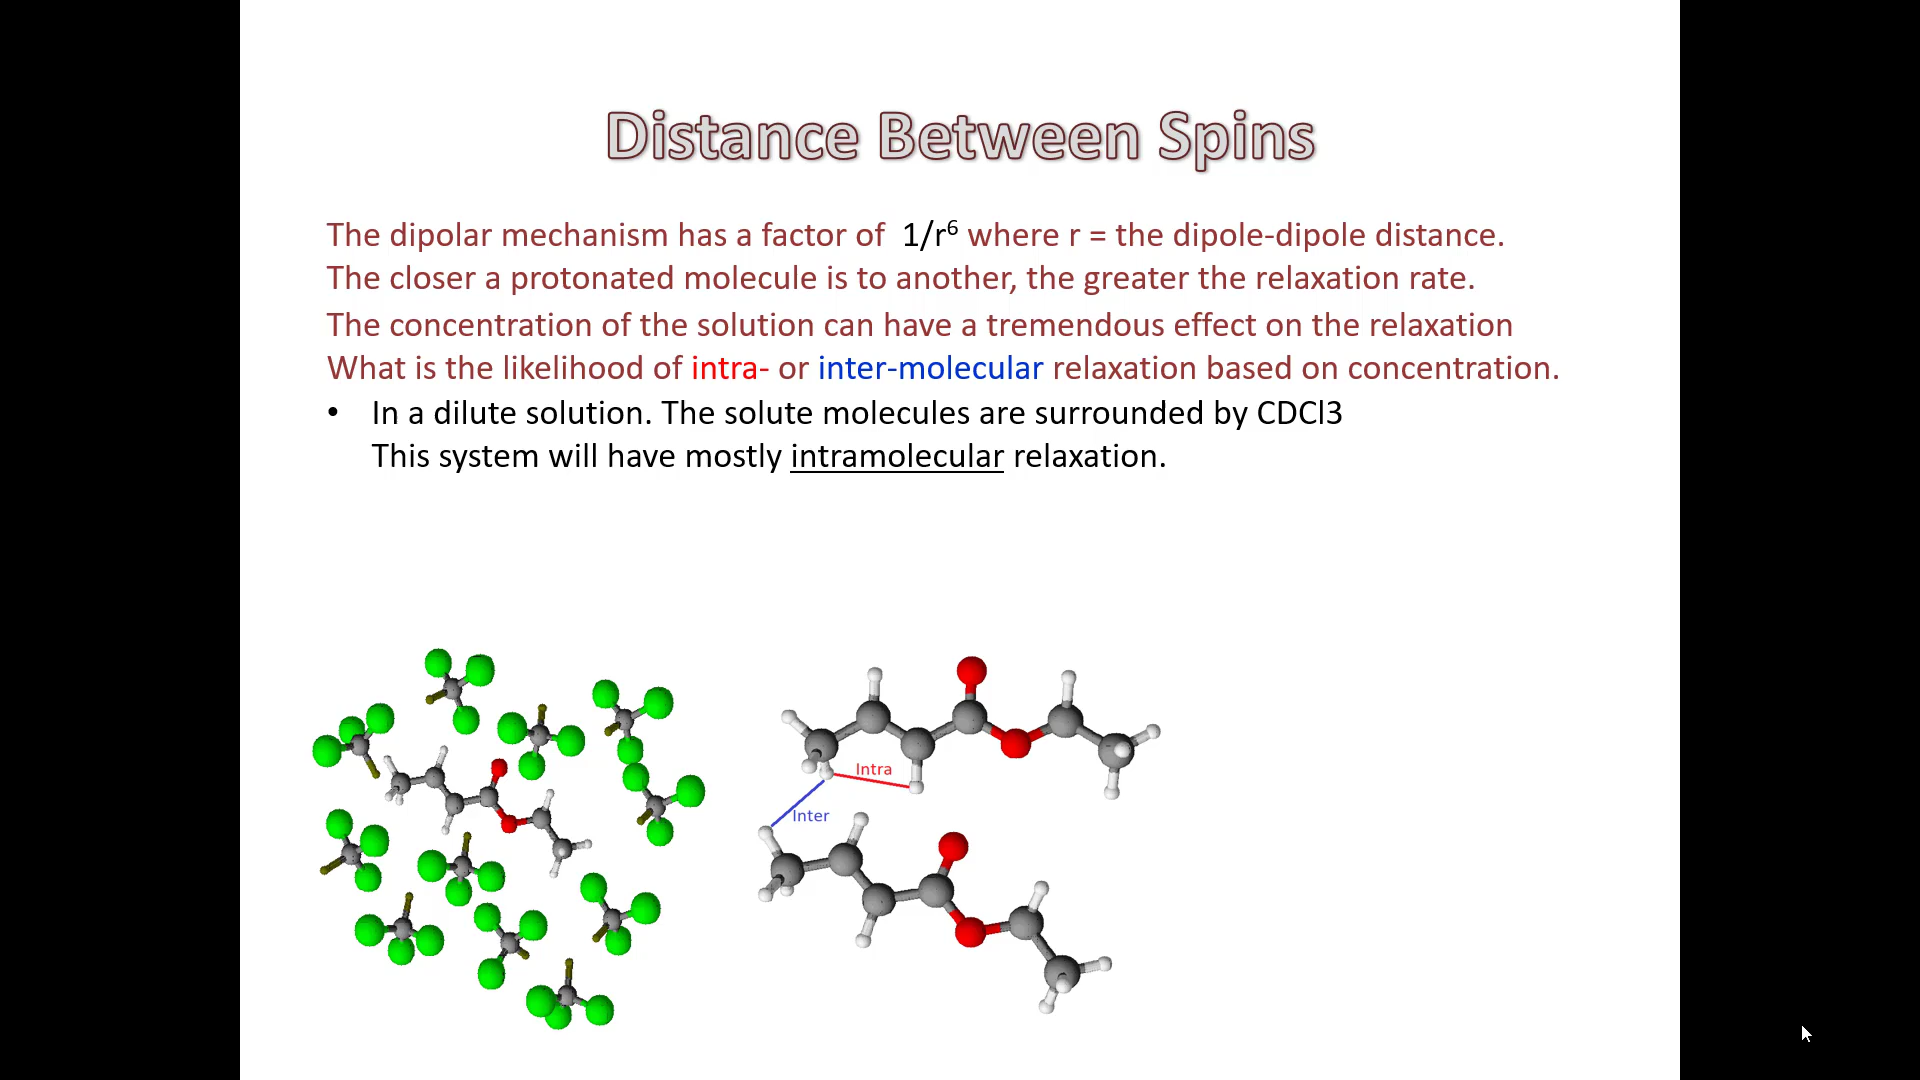 Distance Between Spins
The dipolar mechanism has a factor of 1/r⁶ where r = the dipole-dipole distance.
The closer a protonated molecule is to another, the greater the relaxation rate.
The concentration of the solution can have a tremendous effect on the relaxation
What is the likelihood of intra- or inter-molecular relaxation based on concentration.
• In a dilute solution. The solute molecules are surrounded by CDCl3
This system will have mostly intramolecular relaxation.
Intra
Inter